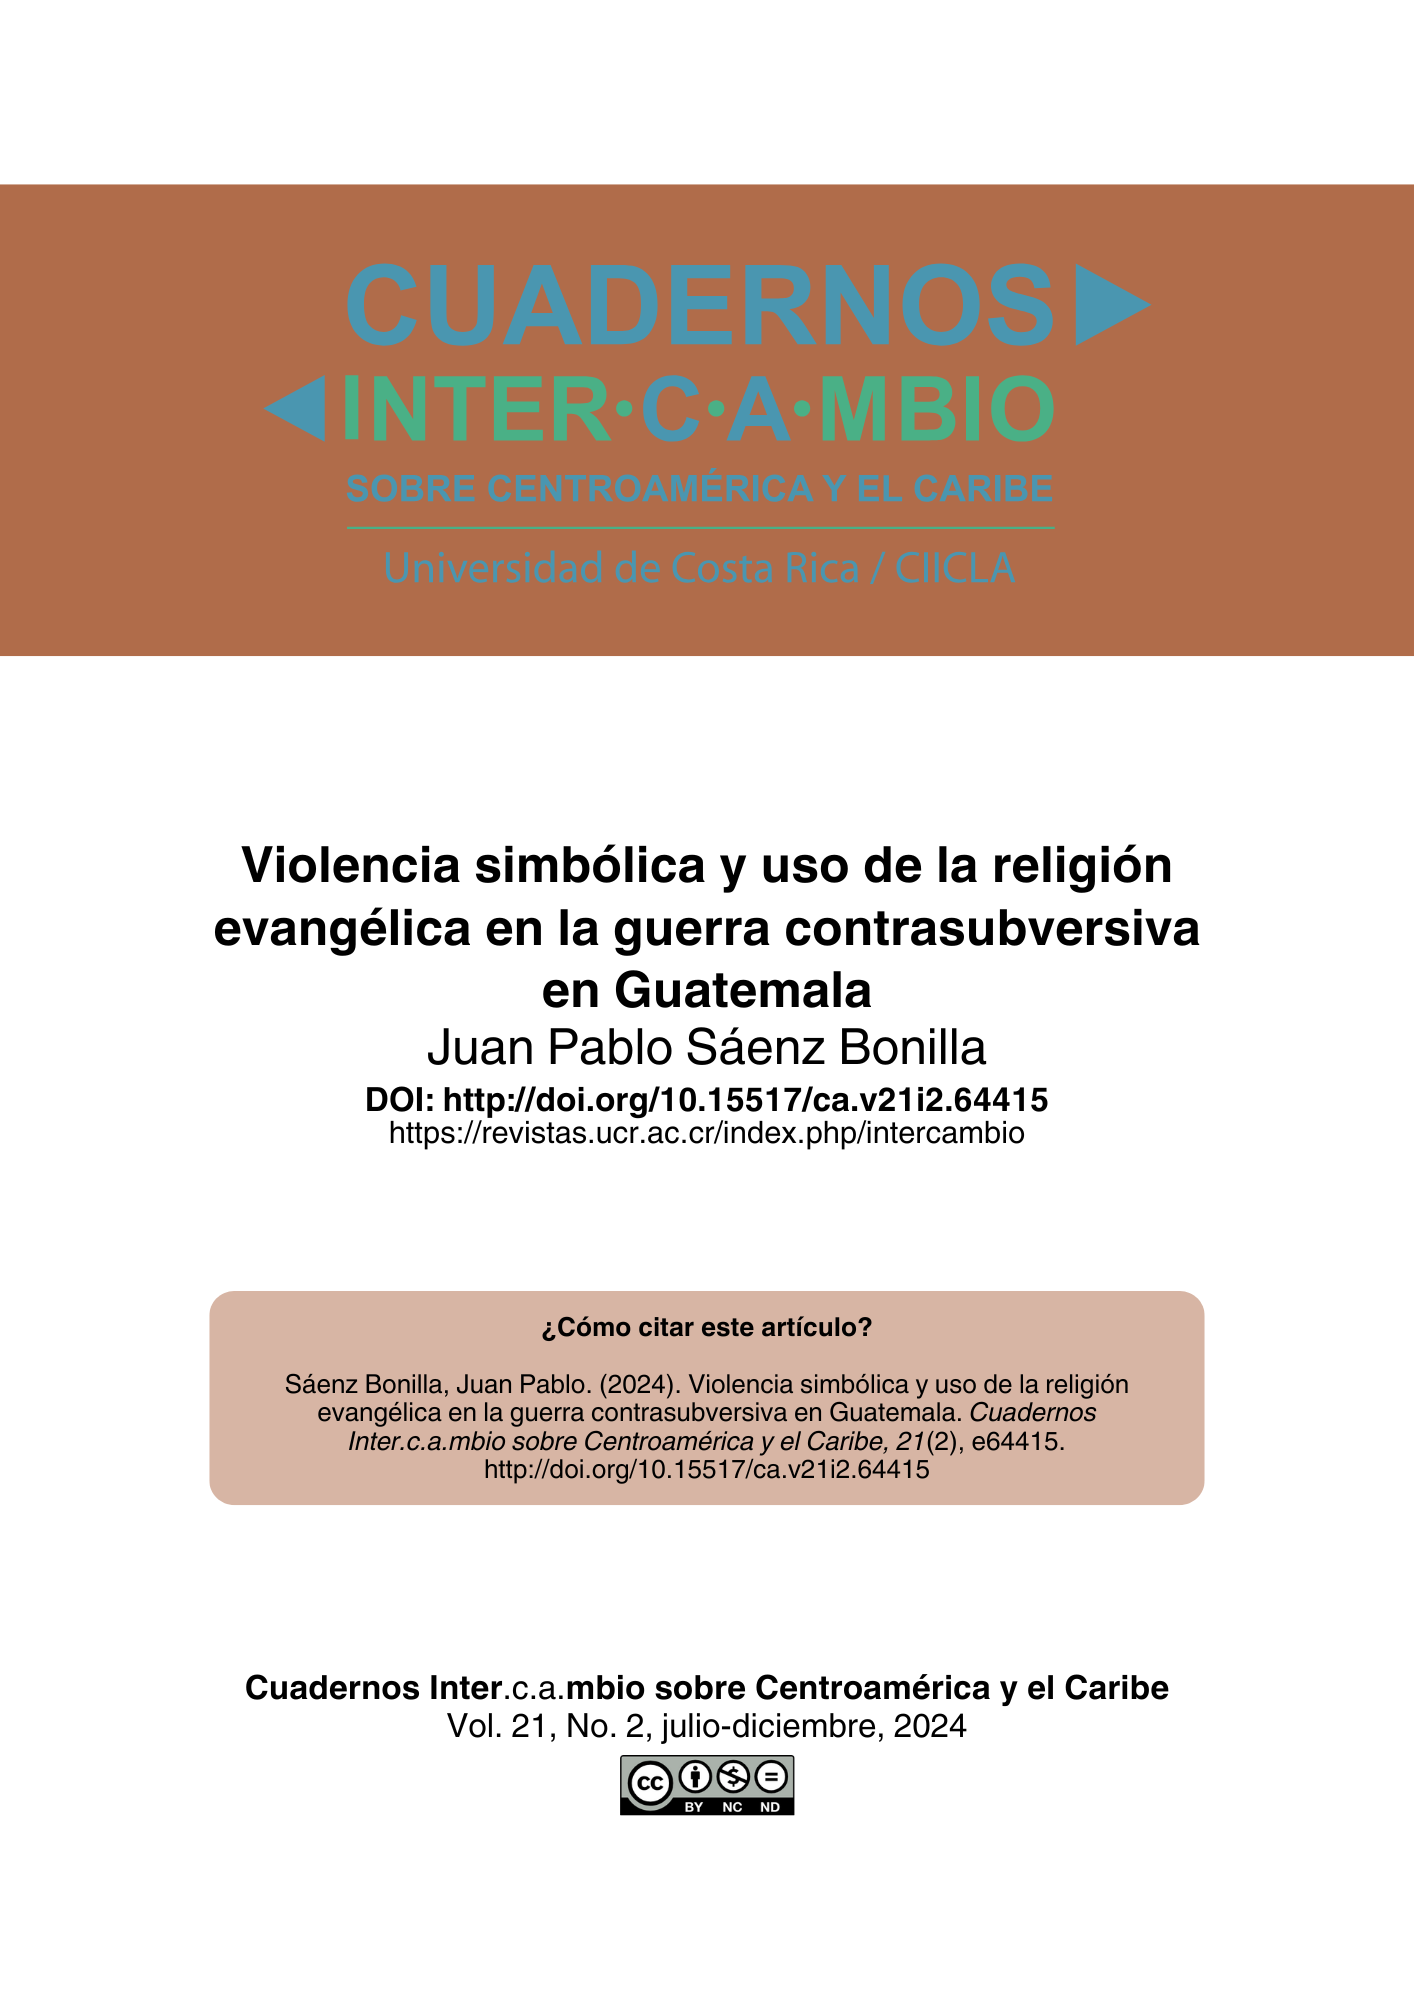 CUADERNOS
INTER·C·A·MBIO
SOBRE CENTROAMÉRICA Y EL CARIBE
Universidad de Costa Rica / CIICLA
Violencia simbólica y uso de la religión
evangélica en la guerra contrasubversiva
en Guatemala
Juan Pablo Sáenz Bonilla
DOI: http://doi.org/10.15517/ca.v21i2.64415
https://revistas.ucr.ac.cr/index.php/intercambio
¿Cómo citar este artículo?
Sáenz Bonilla, Juan Pablo. (2024). Violencia simbólica y uso de la religión
evangélica en la guerra contrasubversiva en Guatemala. Cuadernos
Inter.c.a.mbio sobre Centroamérica y el Caribe, 21(2), e64415.
http://doi.org/10.15517/ca.v21i2.64415
Cuadernos Inter.c.a.mbio sobre Centroamérica y el Caribe
Vol. 21, No. 2, julio-diciembre, 2024
cc
BY NC ND